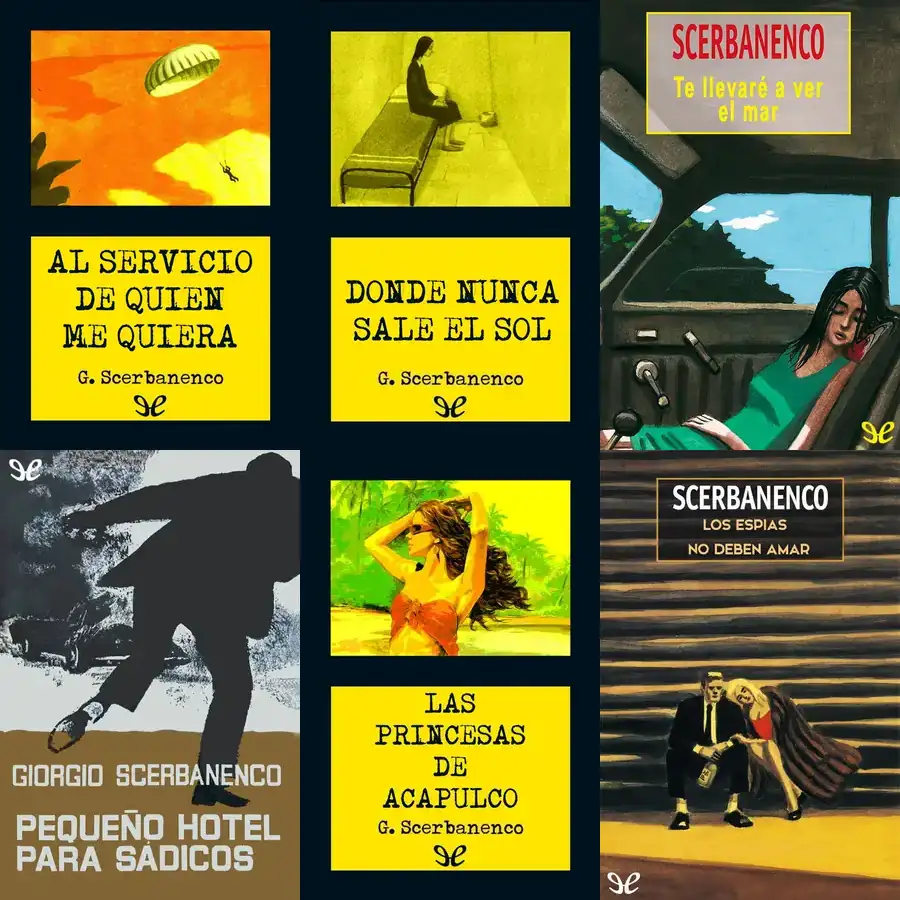 AL SERVICIO
DE QUIEN
ME QUIERA
G. Scerbanenco
DONDE NUNCA
SALE EL SOL
G. Scerbanenco
SCERBANENCO
Te llevaré a ver
el mar
GIORGIO SCERBANENCO
PEQUEÑO HOTEL
PARA SÁDICOS
LAS
PRINCESAS
DE
ACAPULCO
G. Scerbanenco
SCERBANENCO
LOS ESPIAS
NO DEBEN AMAR